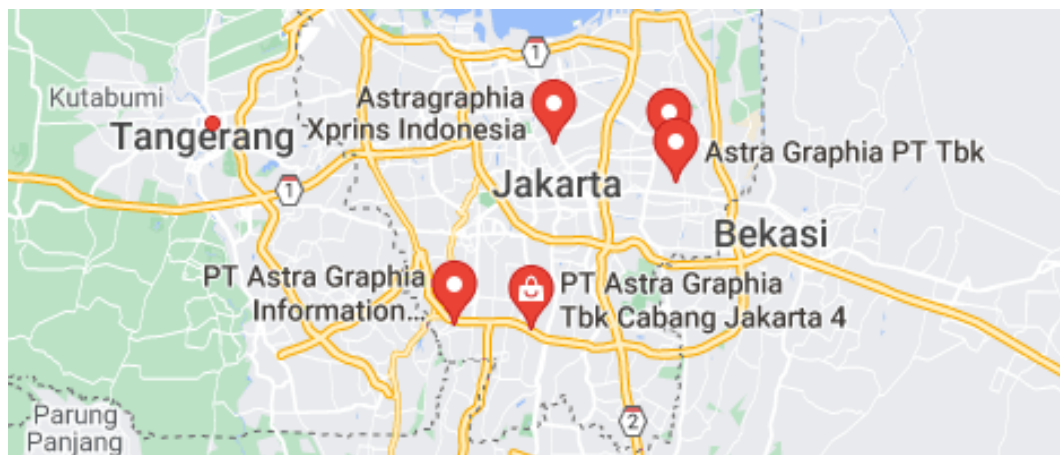 1
Kutabumi
Astragraphia
Xprins Indonesia
Tangerang
Astra Graphia PT Tbk
Jakarta
1
Bekasi
PT Astra Graphia
Information...
PT Astra Graphia
Tbk Cabang Jakarta 4
Parung
Panjang
2